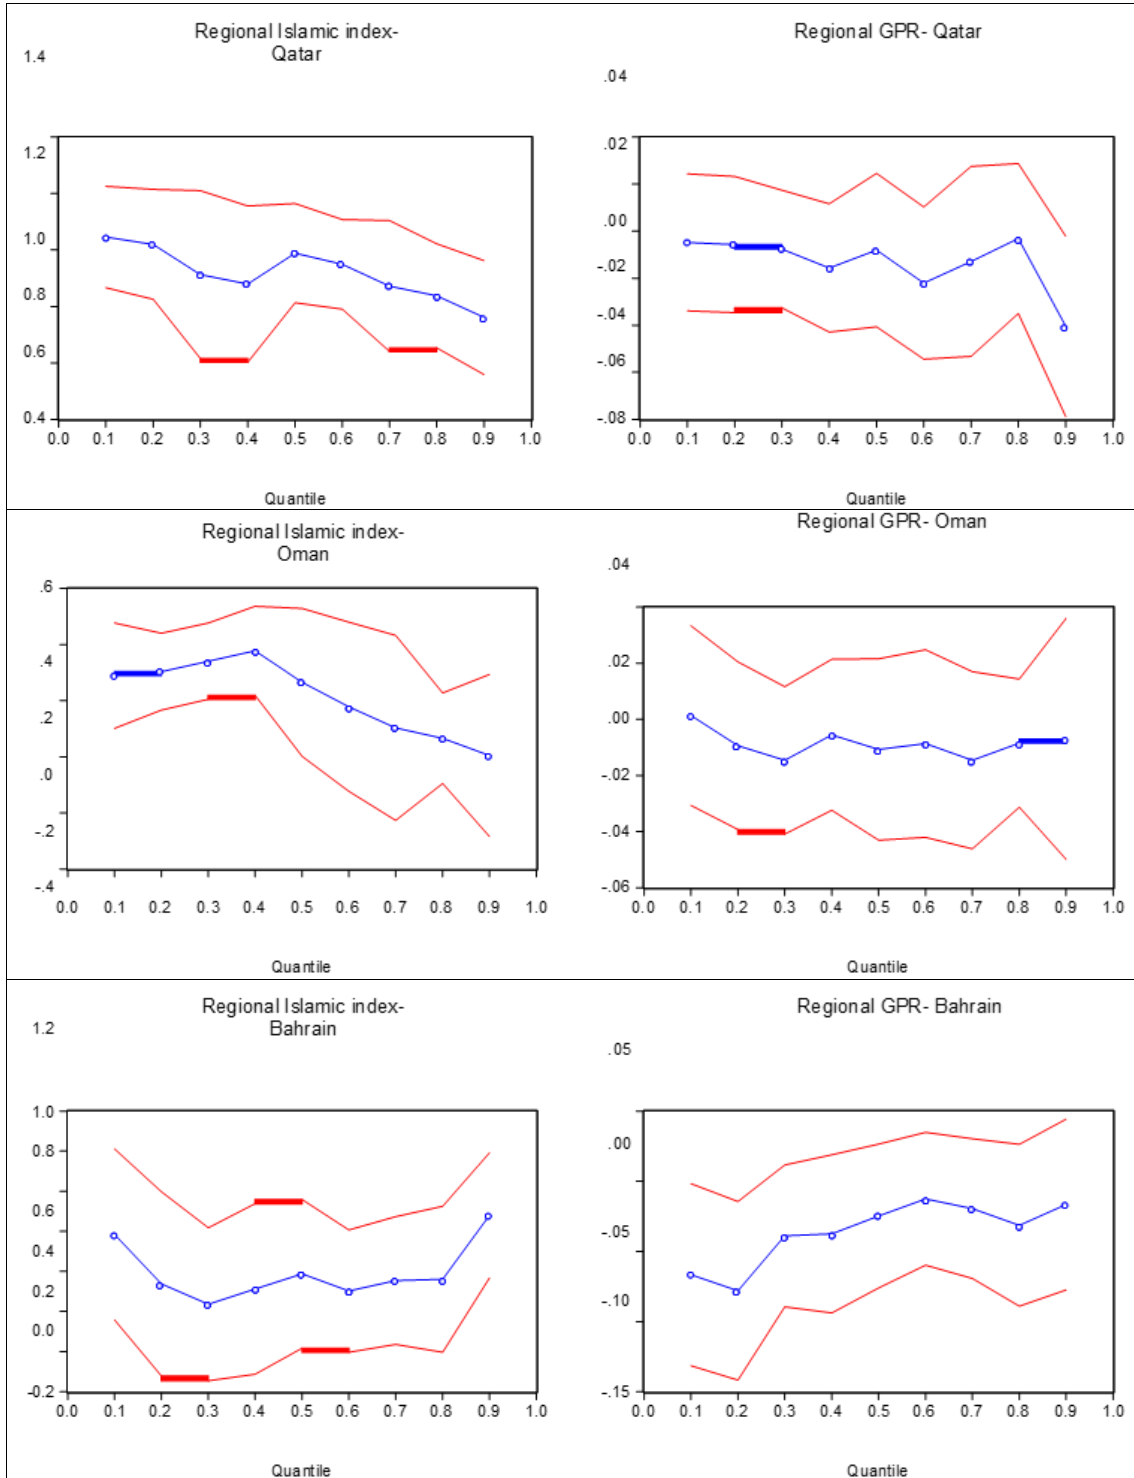 Regional Islamic index-
Qatar
1.4
1.2
1.0
0.8
0.6
0.4
0.0 0.1 0.2 0.3 0.4 0.5 0.6 0.7 0.8 0.9 1.0
Quantile
Regional GPR- Qatar
.04
.02
.00
-.02
-.04
-.06
-.08
0.0 0.1 0.2 0.3 0.4 0.5 0.6 0.7 0.8 0.9 1.0
Quantile
Regional Islamic index-
Oman
.6
.4
.2
.0
-.2
-.4
0.0 0.1 0.2 0.3 0.4 0.5 0.6 0.7 0.8 0.9 1.0
Quantile
Regional GPR- Oman
.04
.02
.00
-.02
-.04
-.06
0.0 0.1 0.2 0.3 0.4 0.5 0.6 0.7 0.8 0.9 1.0
Quantile
Regional Islamic index-
Bahrain
1.2
1.0
0.8
0.6
0.4
0.2
0.0
-0.2
0.0 0.1 0.2 0.3 0.4 0.5 0.6 0.7 0.8 0.9 1.0
Quantile
Regional GPR- Bahrain
.05
.00
-.05
-.10
-.15
0.0 0.1 0.2 0.3 0.4 0.5 0.6 0.7 0.8 0.9 1.0
Quantile